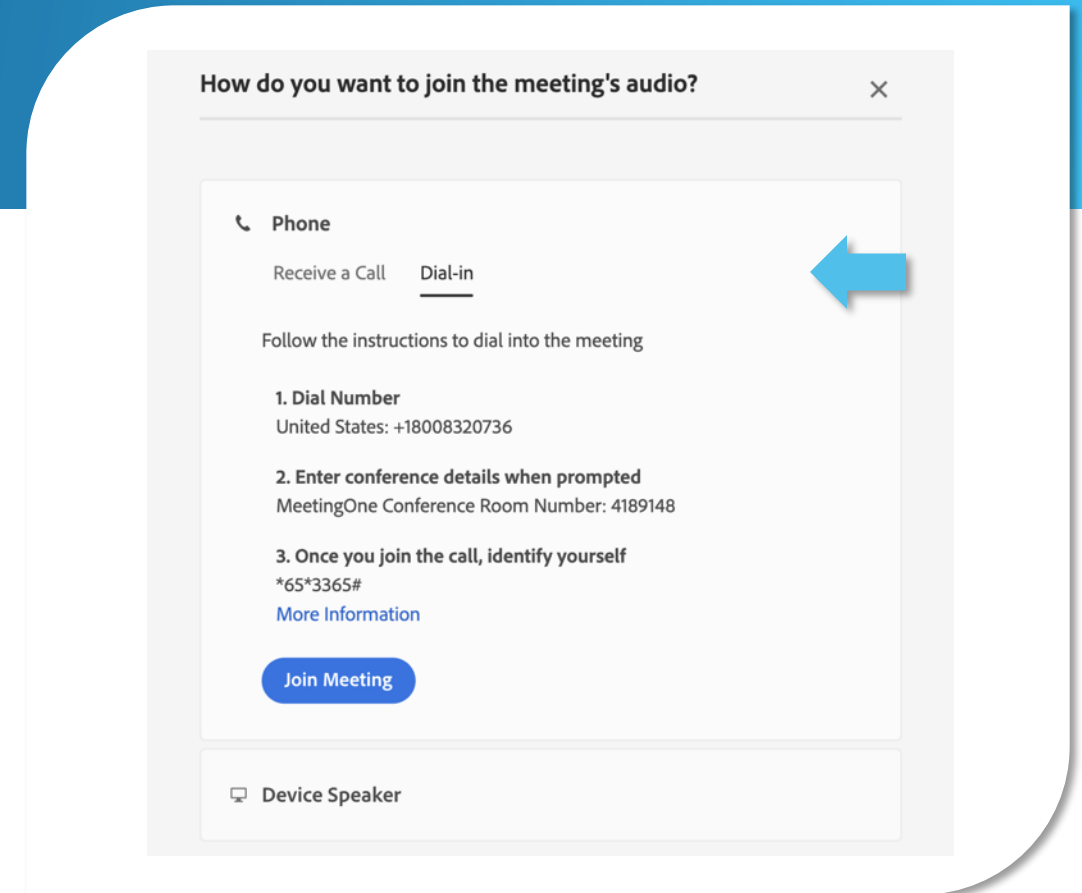 How do you want to join the meeting's audio?
Phone
Receive a Call Dial-in
Follow the instructions to dial into the meeting
1. Dial Number
United States: +18008320736
2. Enter conference details when prompted
MeetingOne Conference Room Number: 4189148
3. Once you join the call, identify yourself
*65*3365#
More Information
Join Meeting
Device Speaker